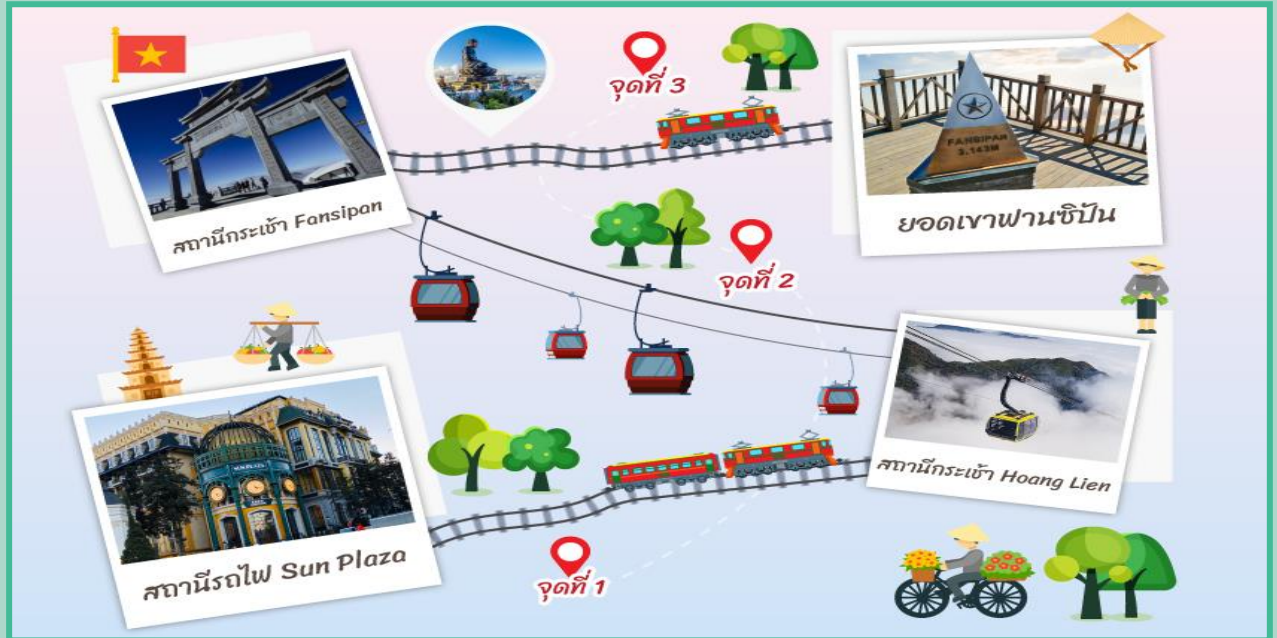 จุดที่ 3
FANSIPAN
3.143M
สถานีกระเช้า Fansipan
ยอดเขาฟานซิปัน
จุดที่ 2
SUN PLAZA
สถานีกระเช้า Hoang Lien
สถานีรถไฟ Sun Plaza
จุดที่ 1